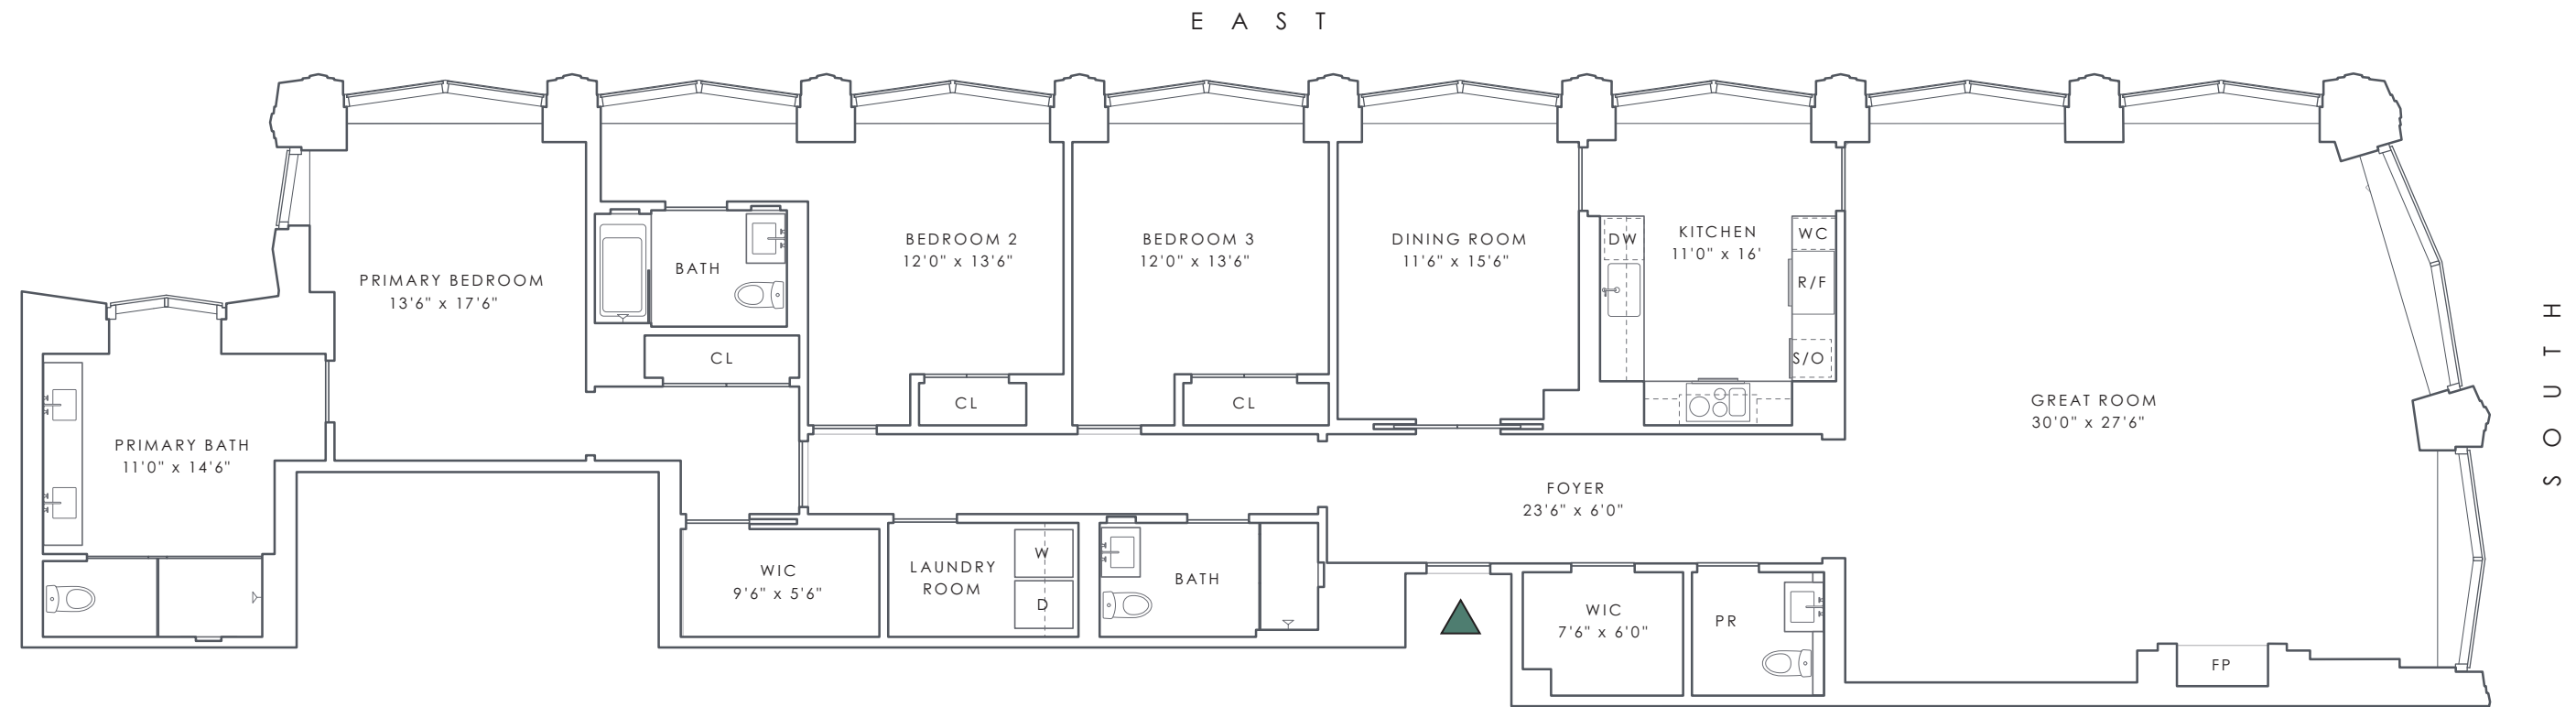 EAST
PRIMARY BEDROOM
13'6" x 17'6"
BATH
CL
BEDROOM 2
12'0" x 13'6"
CL
BEDROOM 3
12'0" x 13'6"
CL
DINING ROOM
11'6" x 15'6"
KITCHEN
11'0" x 16'
DW
WC
R/F
S/O
GREAT ROOM
30'0" x 27'6"
SOUTH
PRIMARY BATH
11'0" x 14'6"
FOYER
23'6" x 6'0"
WIC
9'6" x 5'6"
LAUNDRY
ROOM
W
D
BATH
WIC
7'6" x 6'0"
PR
FP